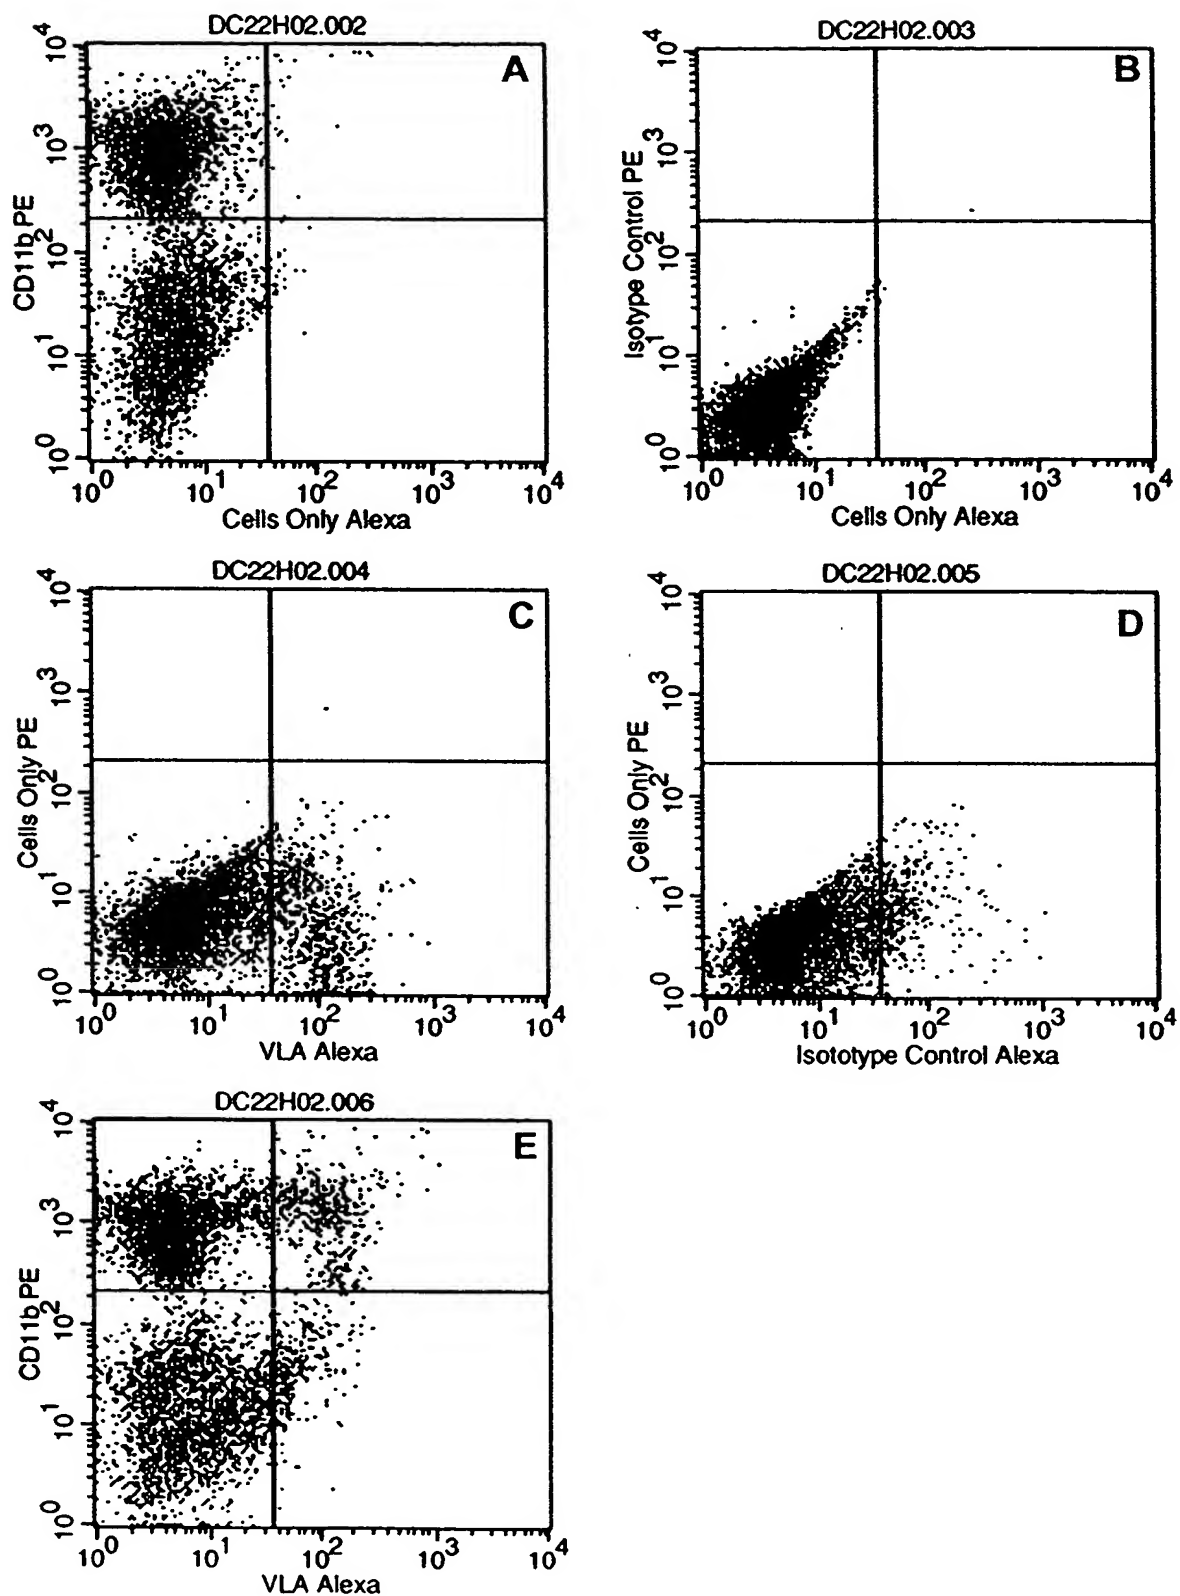 DC22H02.002
A
CD11b PE
10^4
10^3
10^2
10^1
10^0
10^0 10^1 10^2 10^3 10^4
Cells Only Alexa
DC22H02.003
B
Isotype Control PE
10^4
10^3
10^2
10^1
10^0
10^0 10^1 10^2 10^3 10^4
Cells Only Alexa
DC22H02.004
C
Cells Only PE
10^4
10^3
10^2
10^1
10^0
10^0 10^1 10^2 10^3 10^4
VLA Alexa
DC22H02.005
D
Cells Only PE
10^4
10^3
10^2
10^1
10^0
10^0 10^1 10^2 10^3 10^4
Isototype Control Alexa
DC22H02.006
E
CD11b PE
10^4
10^3
10^2
10^1
10^0
10^0 10^1 10^2 10^3 10^4
VLA Alexa